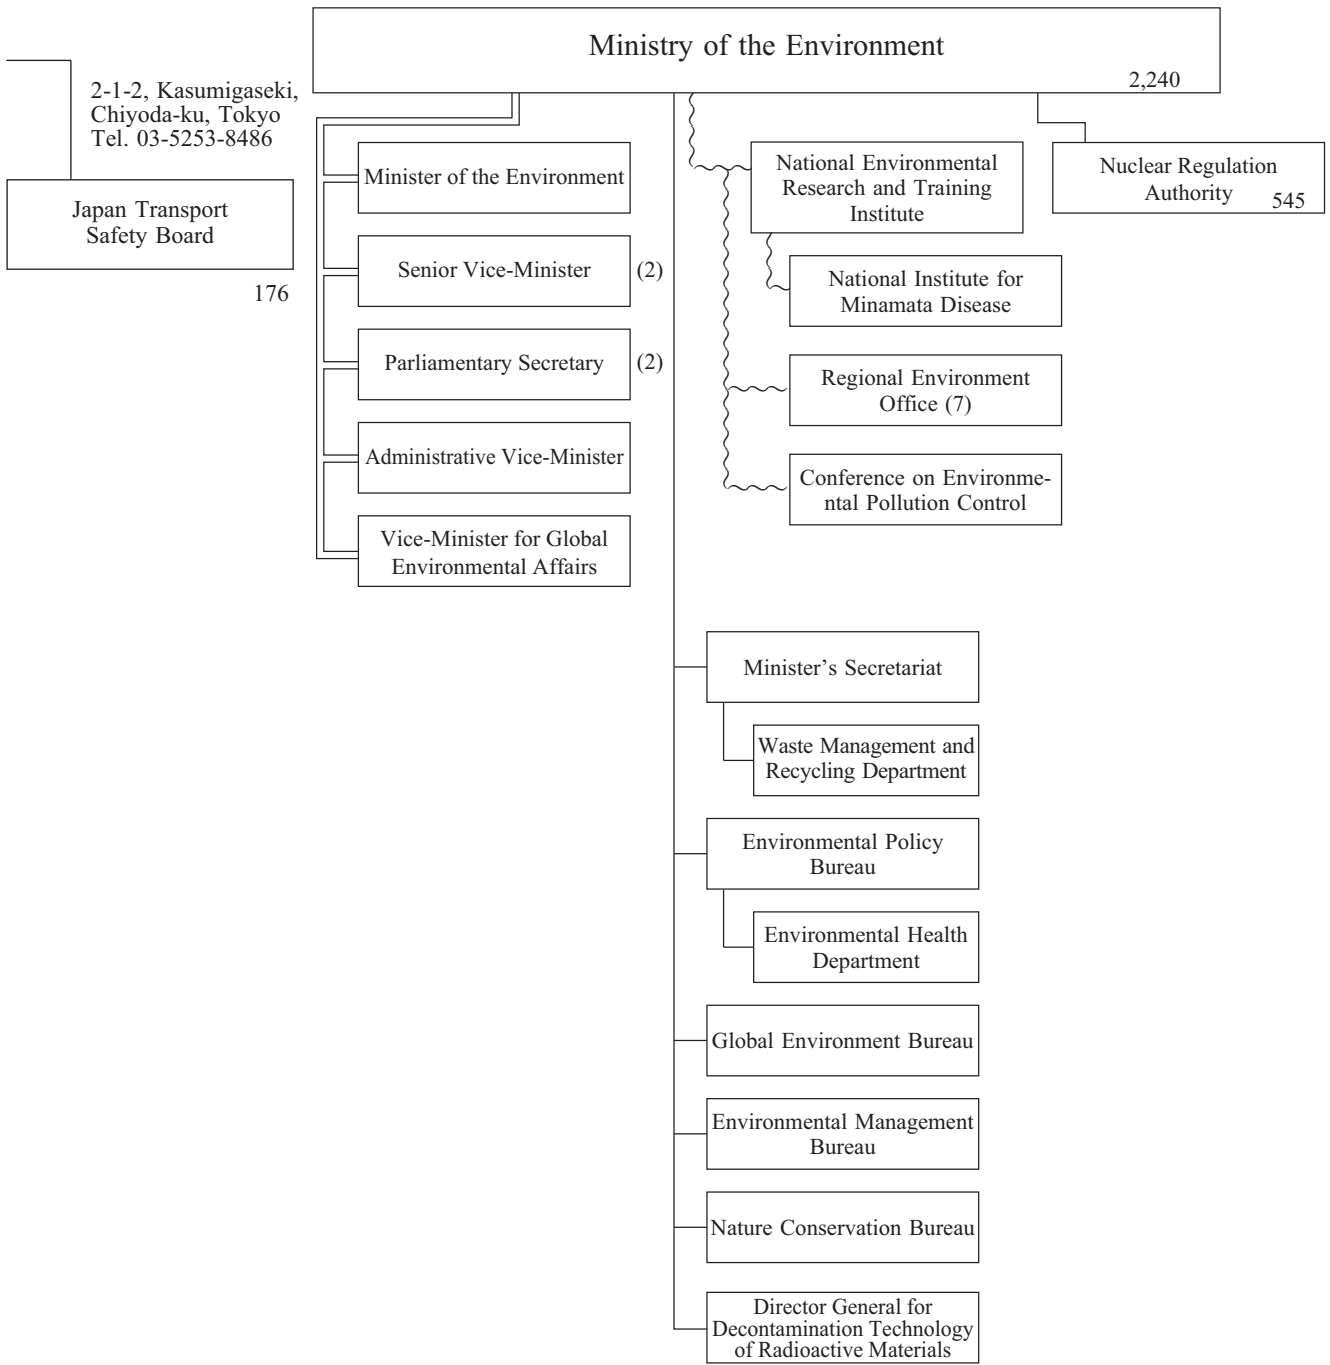 Ministry of the Environment
2,240
2-1-2, Kasumigaseki,
Chiyoda-ku, Tokyo
Tel. 03-5253-8486
Japan Transport
Safety Board
176
Minister of the Environment
Senior Vice-Minister
(2)
Parliamentary Secretary
(2)
Administrative Vice-Minister
Vice-Minister for Global
Environmental Affairs
National Environmental
Research and Training
Institute
National Institute for
Minamata Disease
Regional Environment
Office (7)
Conference on Environme-
ntal Pollution Control
Nuclear Regulation
Authority
545
Minister’s Secretariat
Waste Management and
Recycling Department
Environmental Policy
Bureau
Environmental Health
Department
Global Environment Bureau
Environmental Management
Bureau
Nature Conservation Bureau
Director General for
Decontamination Technology
of Radioactive Materials